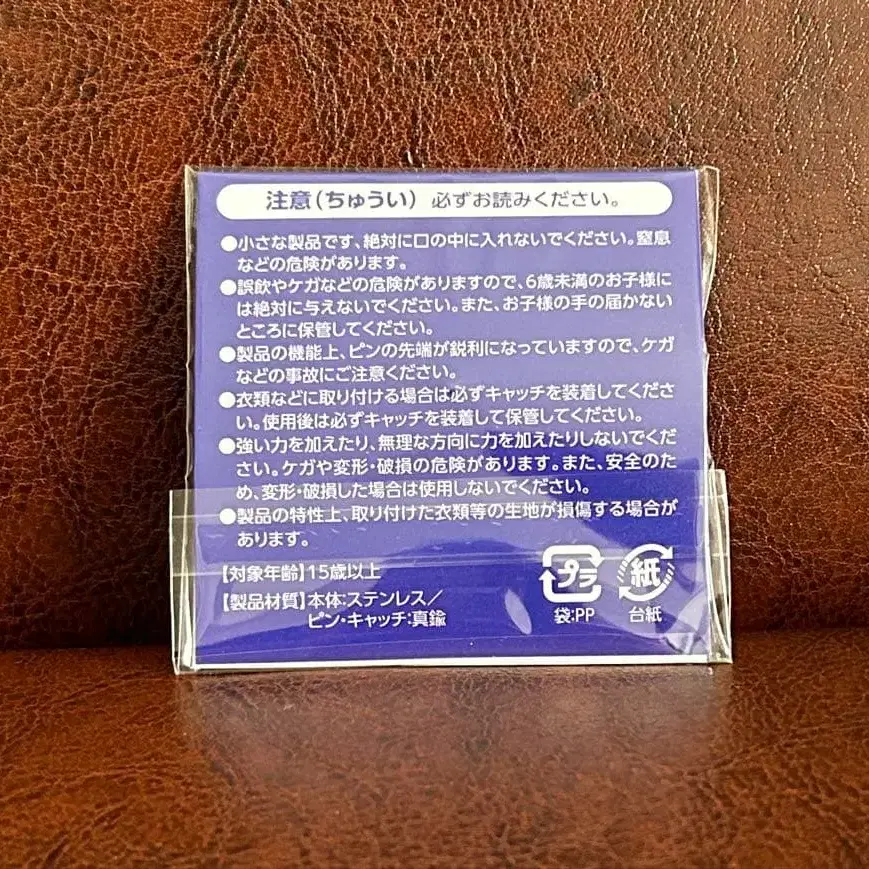 注意(ちゅうい) 必ずお読みください。
●小さな製品です、絶対に口の中に入れないでください。窒息
などの危険があります。
●誤飲やケガなどの危険がありますので、6歳未満のお子様に
は絶対に与えないでください。また、お子様の手の届かない
ところに保管してください。
●製品の機能上、ピンの先端が鋭利になっていますので、ケガ
などの事故にご注意ください。
●衣類などに取り付ける場合は必ずキャッチを装着してくださ
い。使用後は必ずキャッチを装着して保管してください。
●強い力を加えたり、無理な方向に力を加えたりしないでくだ
さい。ケガや変形・破損の危険があります。また、安全のた
め、変形・破損した場合は使用しないでください。
●製品の特性上、取り付けた衣類等の生地が損傷する場合が
あります。
【対象年齢】15歳以上
【製品材質】本体:ステンレス/
ピン・キャッチ:真鍮
プラ
袋:PP
紙
台紙